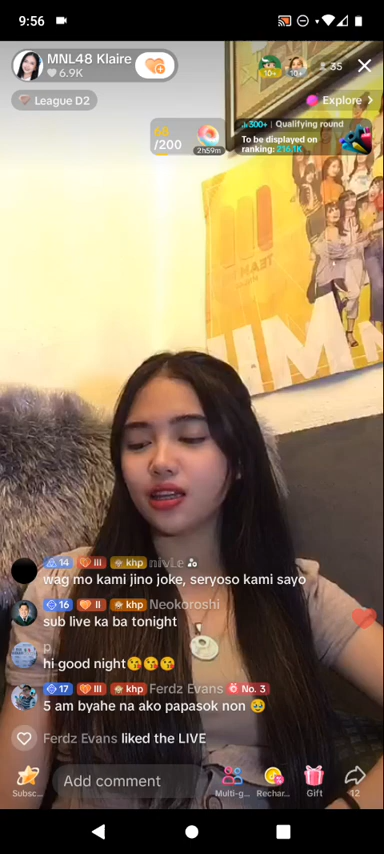 9:56
MNL48 Klaire
6.9K
10+
10+
35
League D2
Explore
68
/200
2h59m
300+ | Qualifying round
To be displayed on
ranking: 216.1K
TEAM
MN
14 III khp nivLe
wag mo kami jino joke, seryoso kami sayo
16 II khp Neokoroshi
sub live ka ba tonight
p
hi good night😘😘😘
17 III khp Ferdz Evans No. 3
5 am byahe na ako papasok non 🥹
Ferdz Evans liked the LIVE
Subsc...
Add comment
Multi-g...
Rechar...
Gift
12